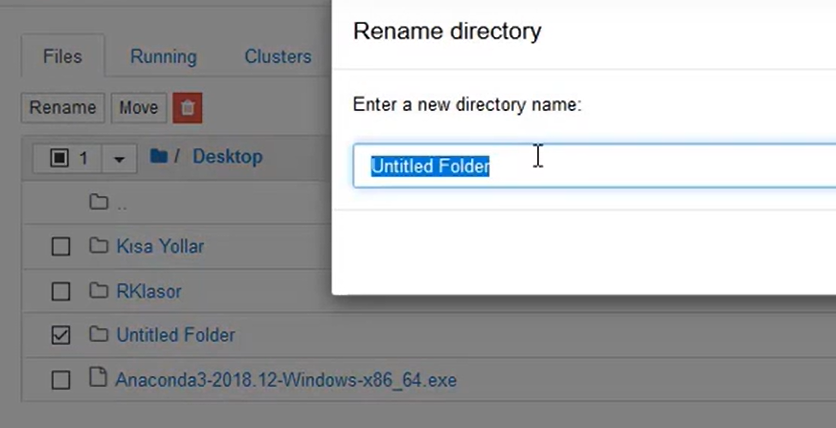 Rename directory
Files Running Clusters
Enter a new directory name:
Rename Move
Untitled Folder
1 / Desktop
..
Kısa Yollar
RKlasor
Untitled Folder
Anaconda3-2018.12-Windows-x86_64.exe